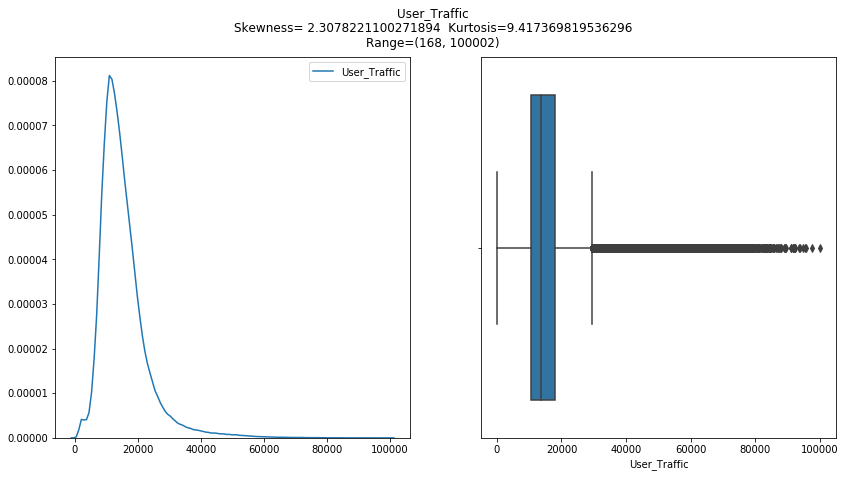 User_Traffic
Skewness= 2.3078221100271894  Kurtosis=9.417369819536296
Range=(168, 100002)
User_Traffic
0.00008
0.00007
0.00006
0.00005
0.00004
0.00003
0.00002
0.00001
0.00000
0 20000 40000 60000 80000 100000
0 20000 40000 60000 80000 100000
User_Traffic